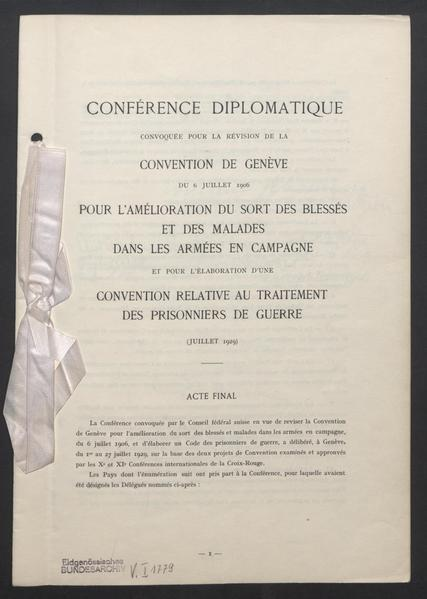 CONFÉRENCE DIPLOMATIQUE
CONVOQUÉE POUR LA RÉVISION DE LA
CONVENTION DE GENÈVE
DU 6 JUILLET 1906
POUR L'AMÉLIORATION DU SORT DES BLESSÉS
ET DES MALADES
DANS LES ARMÉES EN CAMPAGNE
ET POUR L'ÉLABORATION D'UNE
CONVENTION RELATIVE AU TRAITEMENT
DES PRISONNIERS DE GUERRE
(JUILLET 1929)
ACTE FINAL
La Conférence convoquée par le Conseil fédéral suisse en vue de reviser la Convention
de Genève pour l'amélioration du sort des blessés et malades dans les armées en campagne,
du 6 juillet 1906, et d'élaborer un Code des prisonniers de guerre, a délibéré, à Genève,
du 1er au 27 juillet 1929, sur la base des deux projets de Convention examinés et approuvés
par les Xe et XIe Conférences internationales de la Croix-Rouge.
Les Pays dont l'énumération suit ont pris part à la Conférence, pour laquelle avaient
été désignés les Délégués nommés ci-après :
— 1 —
Eidgenössisches
BUNDESARCHIV V. I 1779